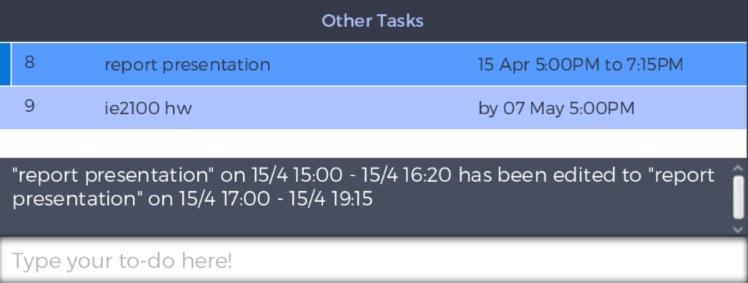 Other Tasks
8 report presentation 15 Apr 5:00PM to 7:15PM
9 ie2100 hw by 07 May 5:00PM
"report presentation" on 15/4 15:00 - 15/4 16:20 has been edited to "report
presentation" on 15/4 17:00 - 15/4 19:15
Type your to-do here!